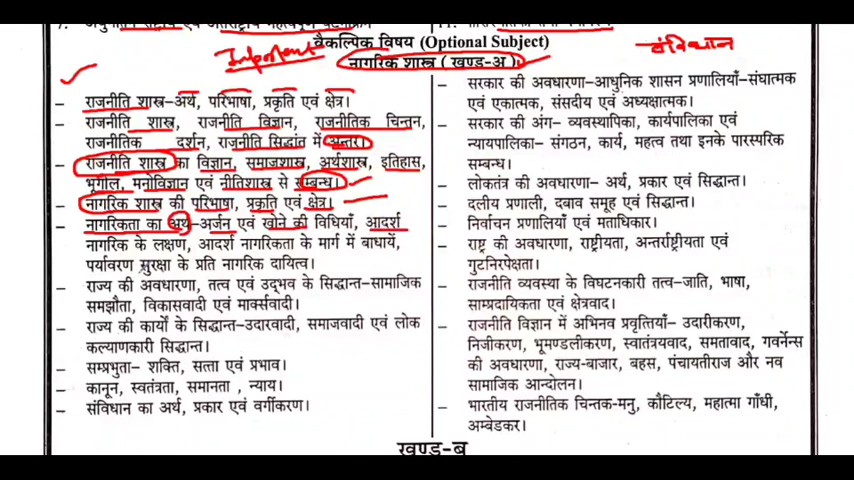 वैकल्पिक विषय (Optional Subject)
Important
नागरिक शास्त्र ( खण्ड-अ )
संविधान
– राजनीति शास्त्र-अर्थ, परिभाषा, प्रकृति एवं क्षेत्र।
– राजनीति शास्त्र, राजनीति विज्ञान, राजनीतिक चिन्तन,
राजनीतिक दर्शन, राजनीति सिद्धांत में अन्तर।
– राजनीति शास्त्र का विज्ञान, समाजशास्त्र, अर्थशास्त्र, इतिहास,
भूगोल, मनोविज्ञान एवं नीतिशास्त्र से सम्बन्ध।
– नागरिक शास्त्र की परिभाषा, प्रकृति एवं क्षेत्र।
– नागरिकता का अर्थ-अर्जन एवं खोने की विधियाँ, आदर्श
नागरिक के लक्षण, आदर्श नागरिकता के मार्ग में बाधायें,
पर्यावरण सुरक्षा के प्रति नागरिक दायित्व।
– राज्य की अवधारणा, तत्व एवं उद्‌भव के सिद्धान्त-सामाजिक
समझौता, विकासवादी एवं मार्क्सवादी।
– राज्य की कार्यों के सिद्धान्त-उदारवादी, समाजवादी एवं लोक
कल्याणकारी सिद्धान्त।
– सम्प्रभुता- शक्ति, सत्ता एवं प्रभाव।
– कानून, स्वतंत्रता, समानता , न्याय।
– संविधान का अर्थ, प्रकार एवं वर्गीकरण।
– सरकार की अवधारणा-आधुनिक शासन प्रणालियाँ-संघात्मक
एवं एकात्मक, संसदीय एवं अध्यक्षात्मक।
– सरकार की अंग- व्यवस्थापिका, कार्यपालिका एवं
न्यायपालिका- संगठन, कार्य, महत्व तथा इनके पारस्परिक
सम्बन्ध।
– लोकतंत्र की अवधारणा- अर्थ, प्रकार एवं सिद्धान्त।
– दलीय प्रणाली, दबाव समूह एवं सिद्धान्त।
– निर्वाचन प्रणालियाँ एवं मताधिकार।
– राष्ट्र की अवधारणा, राष्ट्रीयता, अन्तर्राष्ट्रीयता एवं
गुटनिरपेक्षता।
– राजनीति व्यवस्था के विघटनकारी तत्व-जाति, भाषा,
साम्प्रदायिकता एवं क्षेत्रवाद।
– राजनीति विज्ञान में अभिनव प्रवृत्तियाँ- उदारीकरण,
निजीकरण, भूमण्डलीकरण, स्वातंत्रयवाद, समतावाद, गवर्नेन्स
की अवधारणा, राज्य-बाजार, बहस, पंचायतीराज और नव
सामाजिक आन्दोलन।
– भारतीय राजनीतिक चिन्तक-मनु, कौटिल्य, महात्मा गाँधी,
अम्बेडकर।
खण्ड-ब